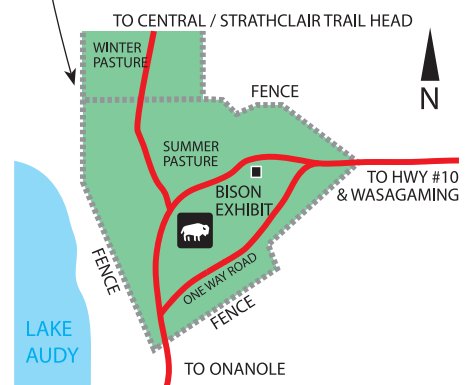 TO CENTRAL / STRATHCLAIR TRAIL HEAD
WINTER
PASTURE
FENCE
N
SUMMER
PASTURE
TO HWY #10
& WASAGAMING
BISON
EXHIBIT
FENCE
ONE WAY ROAD
FENCE
LAKE
AUDY
TO ONANOLE